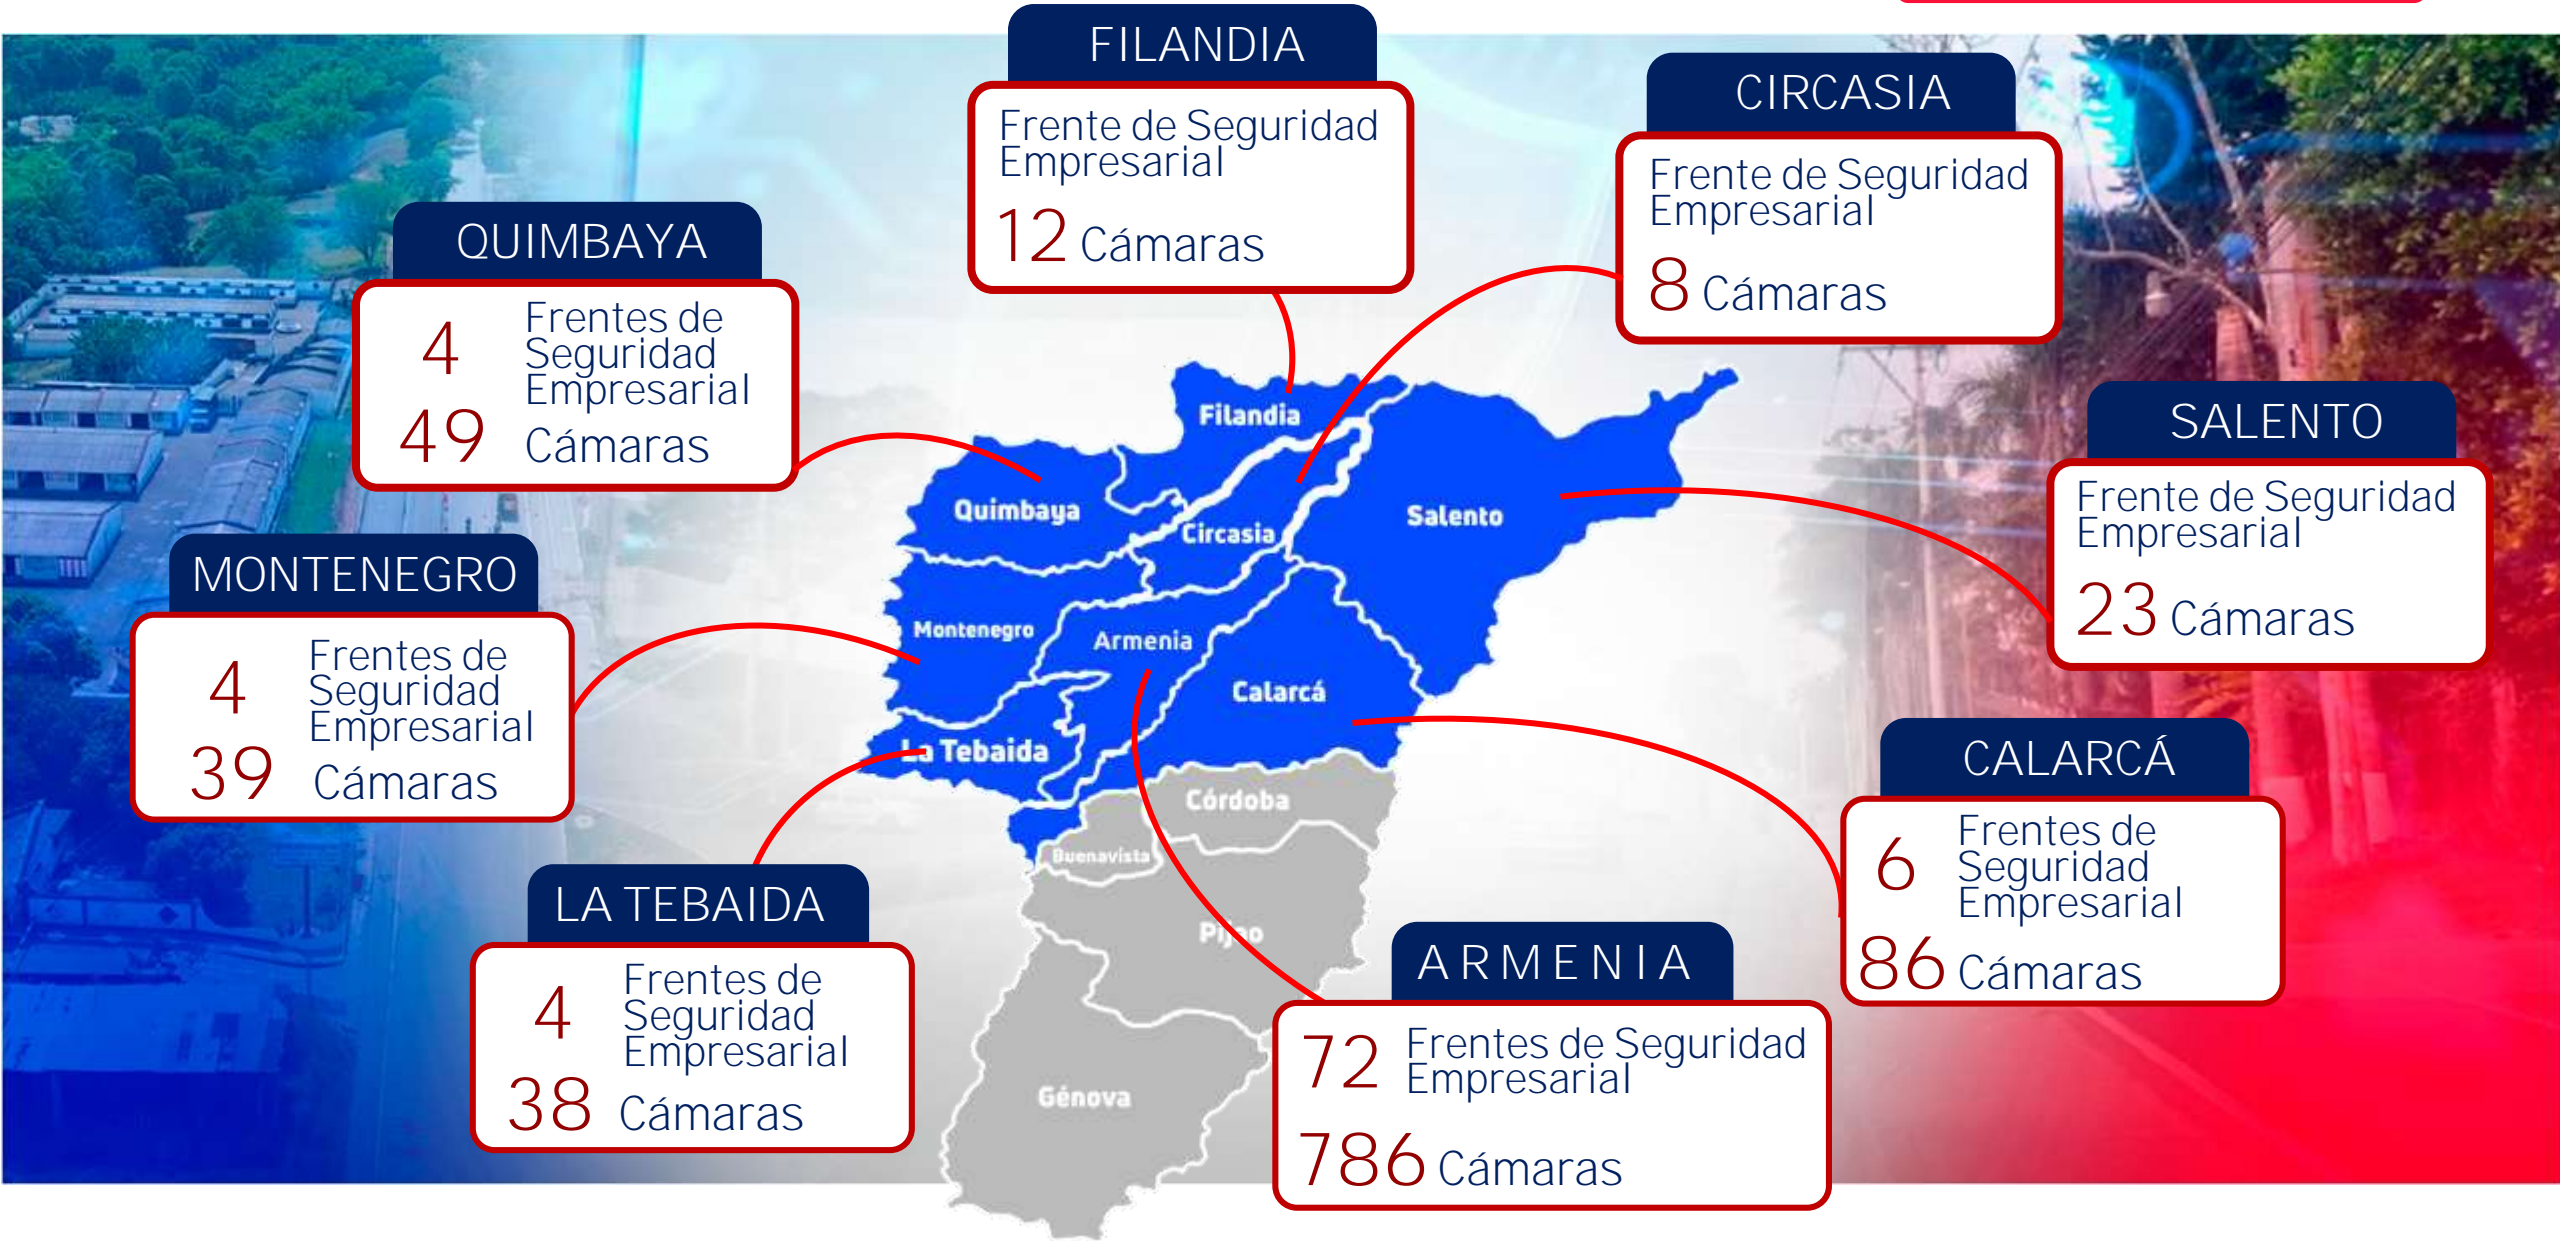 FILANDIA
Frente de Seguridad
Empresarial
12 Cámaras
CIRCASIA
Frente de Seguridad
Empresarial
8 Cámaras
QUIMBAYA
4 Frentes de
Seguridad
Empresarial
49 Cámaras
SALENTO
Frente de Seguridad
Empresarial
23 Cámaras
MONTENEGRO
4 Frentes de
Seguridad
Empresarial
39 Cámaras
CALARCÁ
6 Frentes de
Seguridad
Empresarial
86 Cámaras
LA TEBAIDA
4 Frentes de
Seguridad
Empresarial
38 Cámaras
ARMENIA
72 Frentes de Seguridad
Empresarial
786 Cámaras
Filandia
Quimbaya
Circasia
Salento
Montenegro
Armenia
Calarcá
La Tebaida
Córdoba
Buenavista
Pijao
Génova